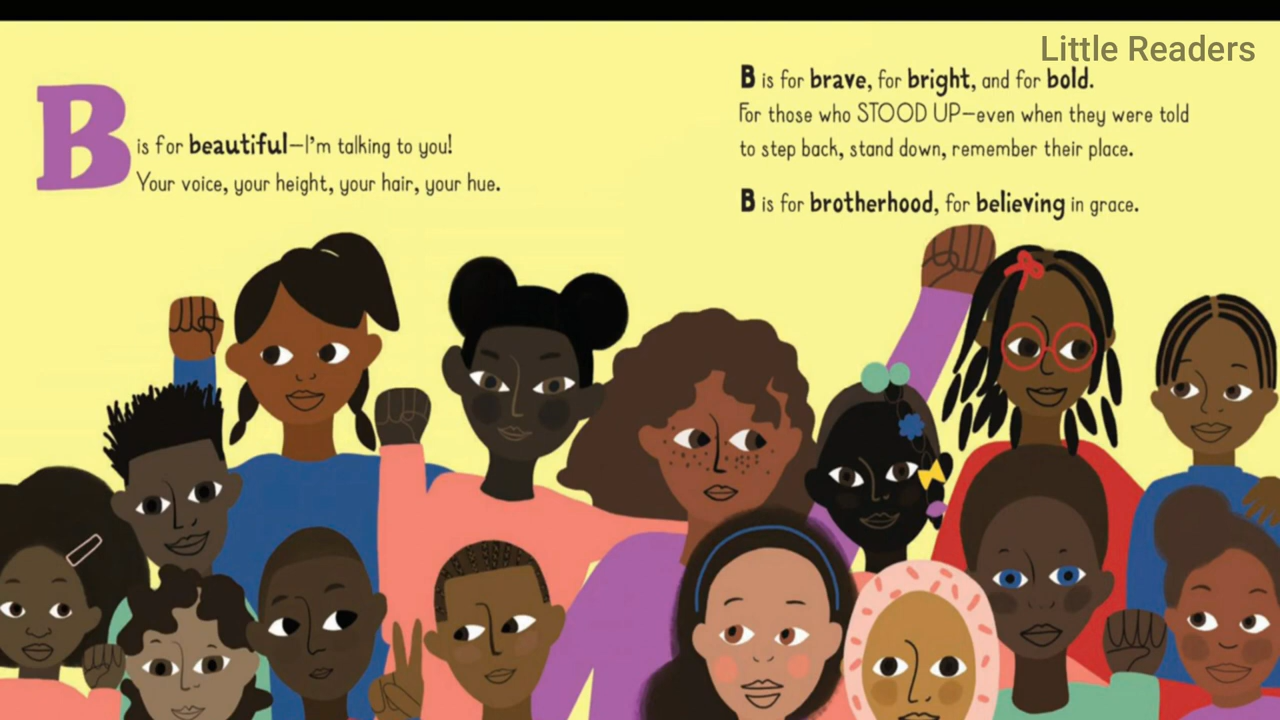 Little Readers
B is for beautiful—I'm talking to you!
Your voice, your height, your hair, your hue.
B is for brave, for bright, and for bold.
For those who STOOD UP—even when they were told
to step back, stand down, remember their place.
B is for brotherhood, for believing in grace.